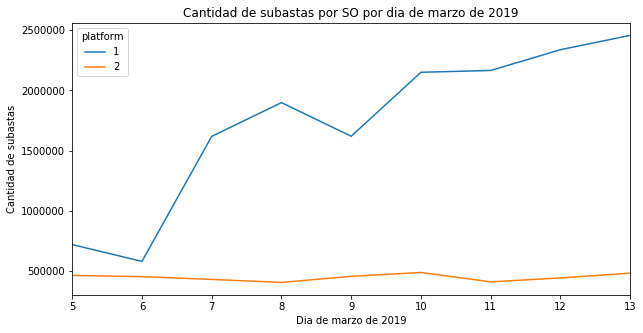 Cantidad de subastas por SO por dia de marzo de 2019
platform
1
2
2500000
2000000
1500000
1000000
500000
Cantidad de subastas
5 6 7 8 9 10 11 12 13
Dia de marzo de 2019